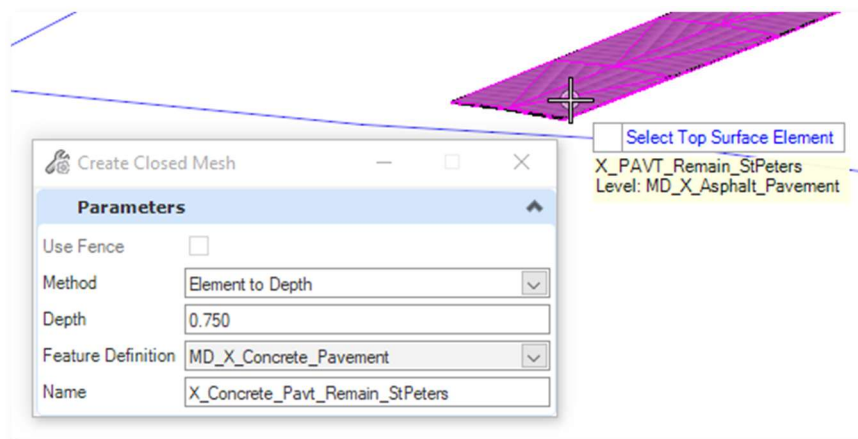 Select Top Surface Element
X_PAVT_Remain_StPeters
Level: MD_X_Asphalt_Pavement
Create Closed Mesh
Parameters
Use Fence
Method Element to Depth
Depth 0.750
Feature Definition MD_X_Concrete_Pavement
Name X_Concrete_Pavt_Remain_StPeters